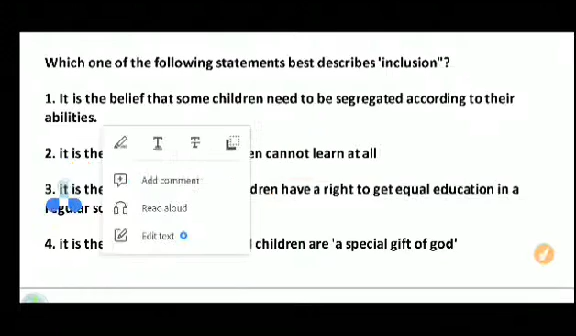 Which one of the following statements best describes 'inclusion"?
1. It is the belief that some children need to be segregated according to their
abilities.
2. it is the en cannot learn at all
3. it is the dren have a right to get equal education in a
4. it is the children are 'a special gift of god'
Add comment
Read aloud
Edit text